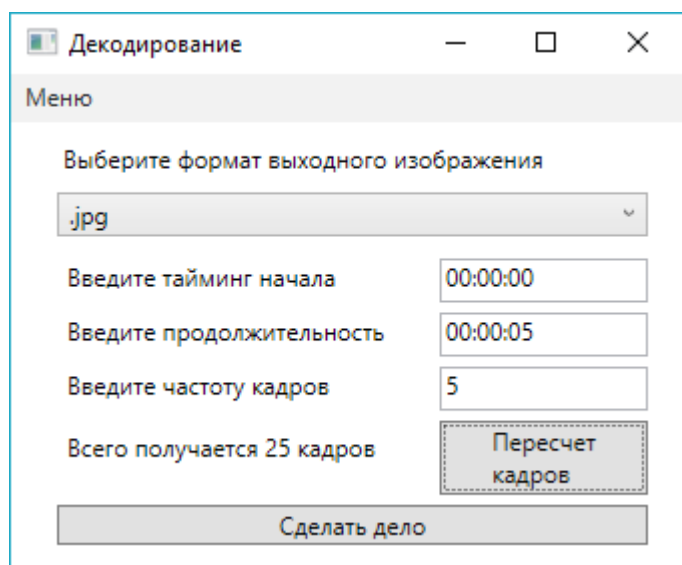 Декодирование
Меню
Выберите формат выходного изображения
.jpg
Введите тайминг начала 00:00:00
Введите продолжительность 00:00:05
Введите частоту кадров 5
Всего получается 25 кадров
Пересчет
кадров
Сделать дело